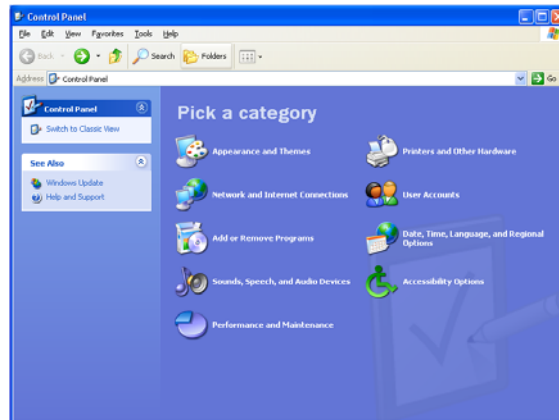 Control Panel
File Edit View Favorites Tools Help
Back Search Folders
Address Control Panel Go
Control Panel
Switch to Classic View
See Also
Windows Update
Help and Support
Pick a category
Appearance and Themes
Printers and Other Hardware
Network and Internet Connections
User Accounts
Add or Remove Programs
Date, Time, Language, and Regional
Options
Sounds, Speech, and Audio Devices
Accessibility Options
Performance and Maintenance